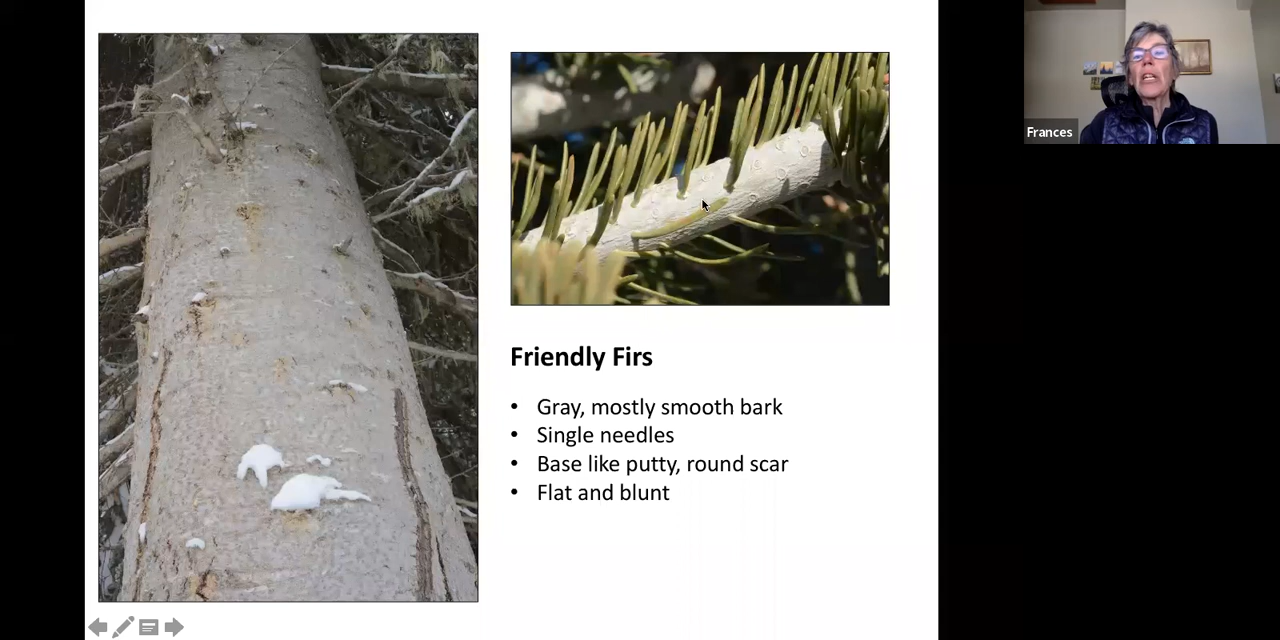 Frances
Friendly Firs
• Gray, mostly smooth bark
• Single needles
• Base like putty, round scar
• Flat and blunt